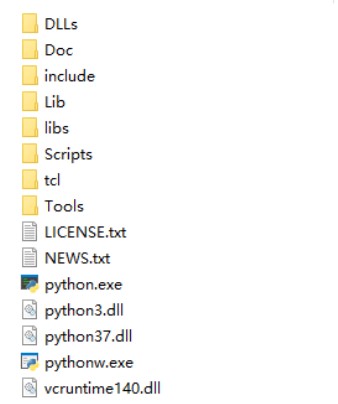 DLLs
Doc
include
Lib
libs
Scripts
tcl
Tools
LICENSE.txt
NEWS.txt
python.exe
python3.dll
python37.dll
pythonw.exe
vcruntime140.dll